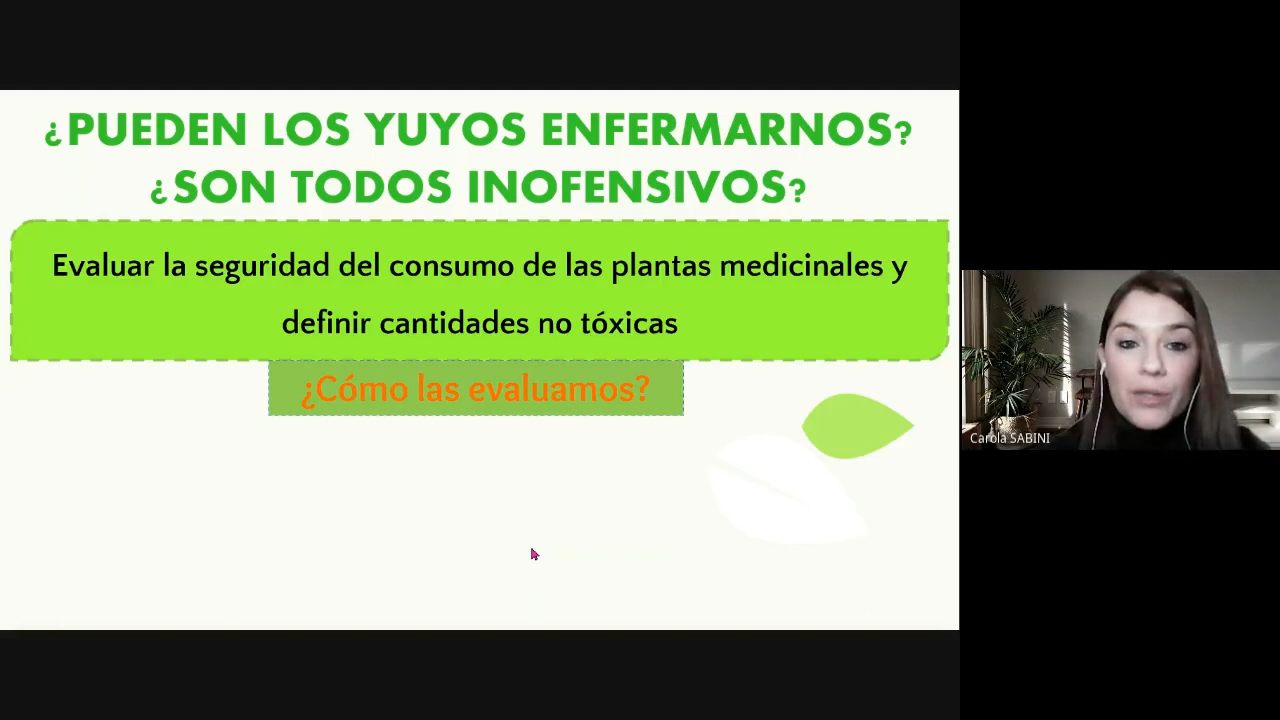 ¿PUEDEN LOS YUYOS ENFERMARNOS?
¿SON TODOS INOFENSIVOS?
Evaluar la seguridad del consumo de las plantas medicinales y
definir cantidades no tóxicas
¿Cómo las evaluamos?
Carola SABINI